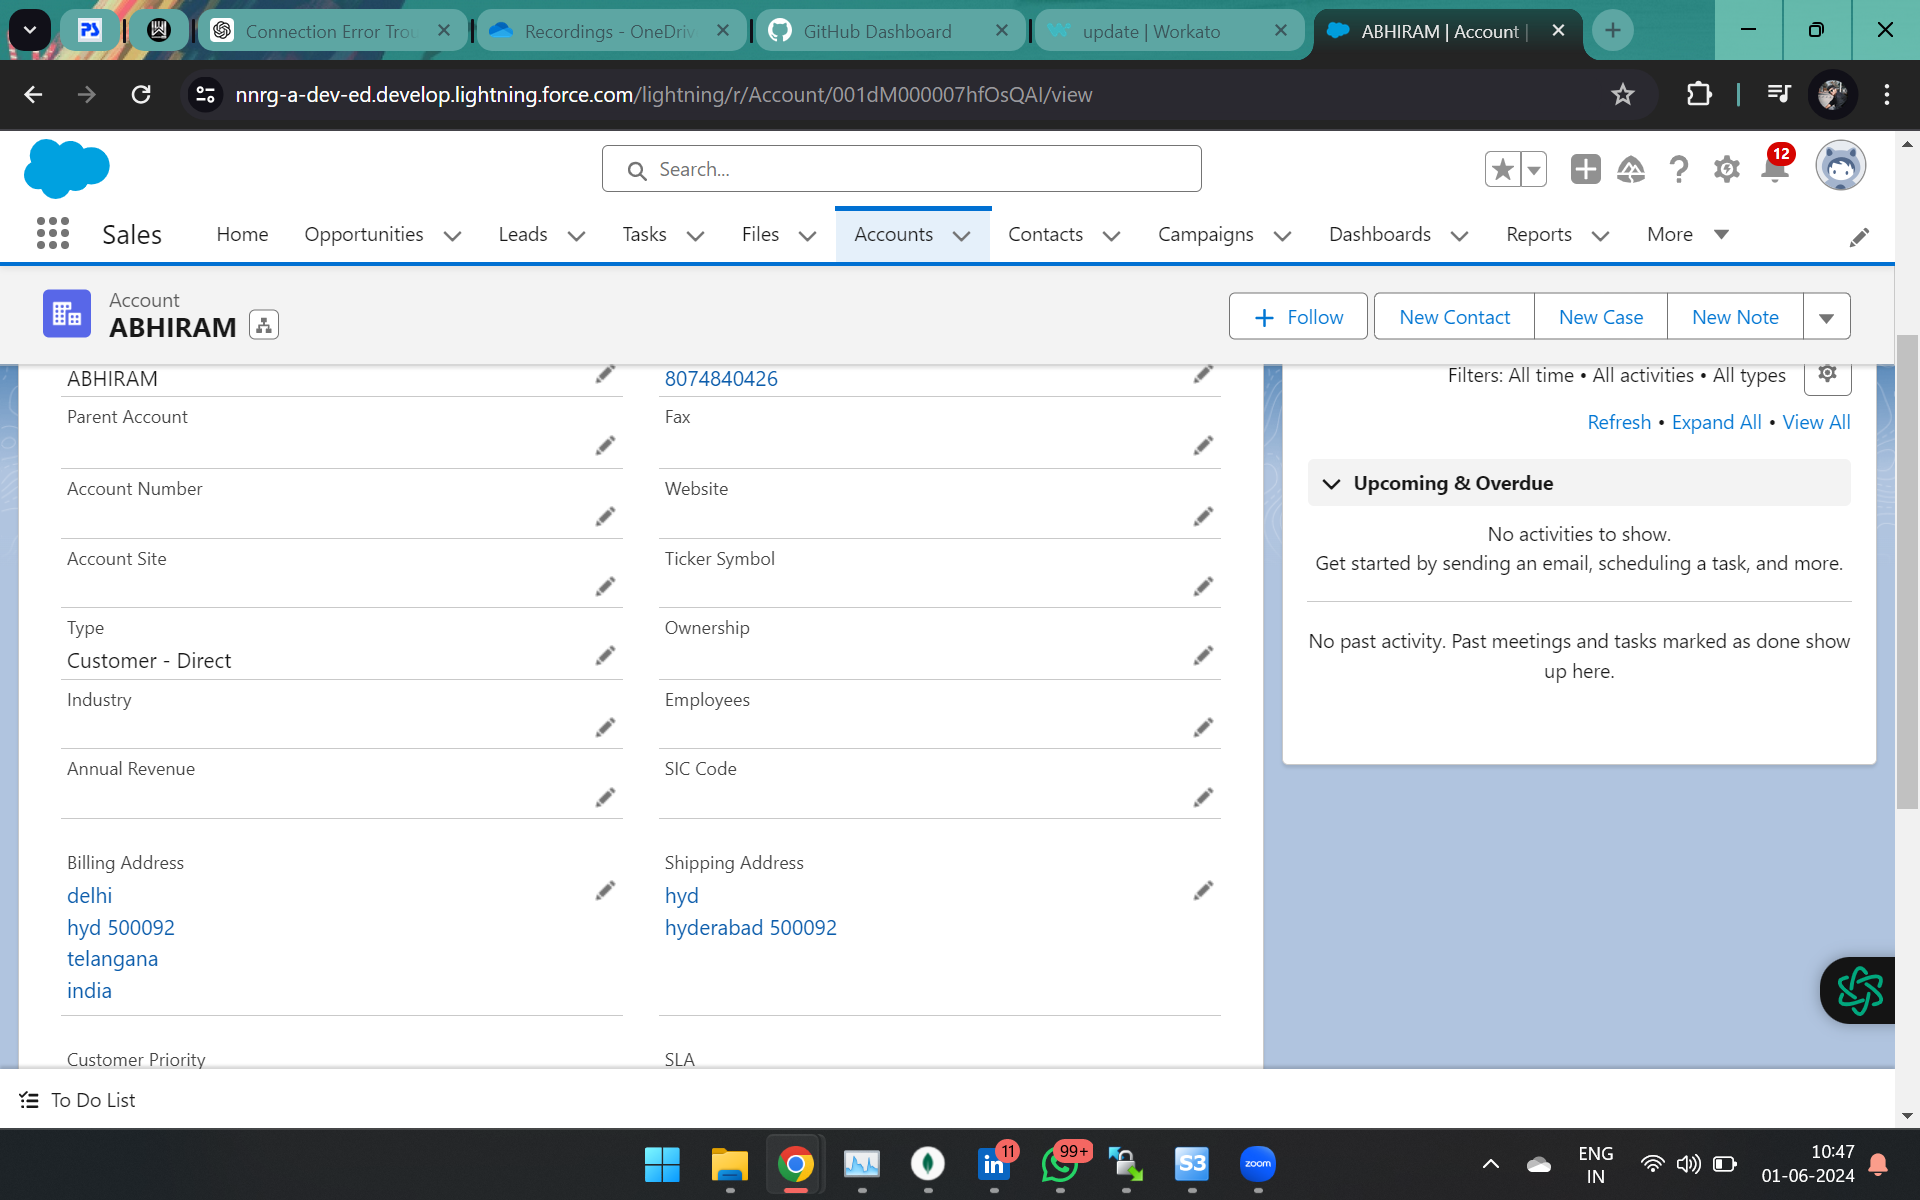 PS
Connection Error Trou
Recordings - OneDriv
GitHub Dashboard
update | Workato
ABHIRAM | Account |
nnrg-a-dev-ed.develop.lightning.force.com/lightning/r/Account/001dM000007hfOsQAI/view
Search...
12
Sales
Home
Opportunities
Leads
Tasks
Files
Accounts
Contacts
Campaigns
Dashboards
Reports
More
Account
ABHIRAM
Follow
New Contact
New Case
New Note
ABHIRAM
8074840426
Parent Account
Fax
Account Number
Website
Account Site
Ticker Symbol
Type
Customer - Direct
Ownership
Industry
Employees
Annual Revenue
SIC Code
Billing Address
delhi
hyd 500092
telangana
india
Shipping Address
hyd
hyderabad 500092
Customer Priority
SLA
Filters: All time • All activities • All types
Refresh • Expand All • View All
Upcoming & Overdue
No activities to show.
Get started by sending an email, scheduling a task, and more.
No past activity. Past meetings and tasks marked as done show
up here.
To Do List
11
99+
S3
zoom
ENG
IN
10:47
01-06-2024